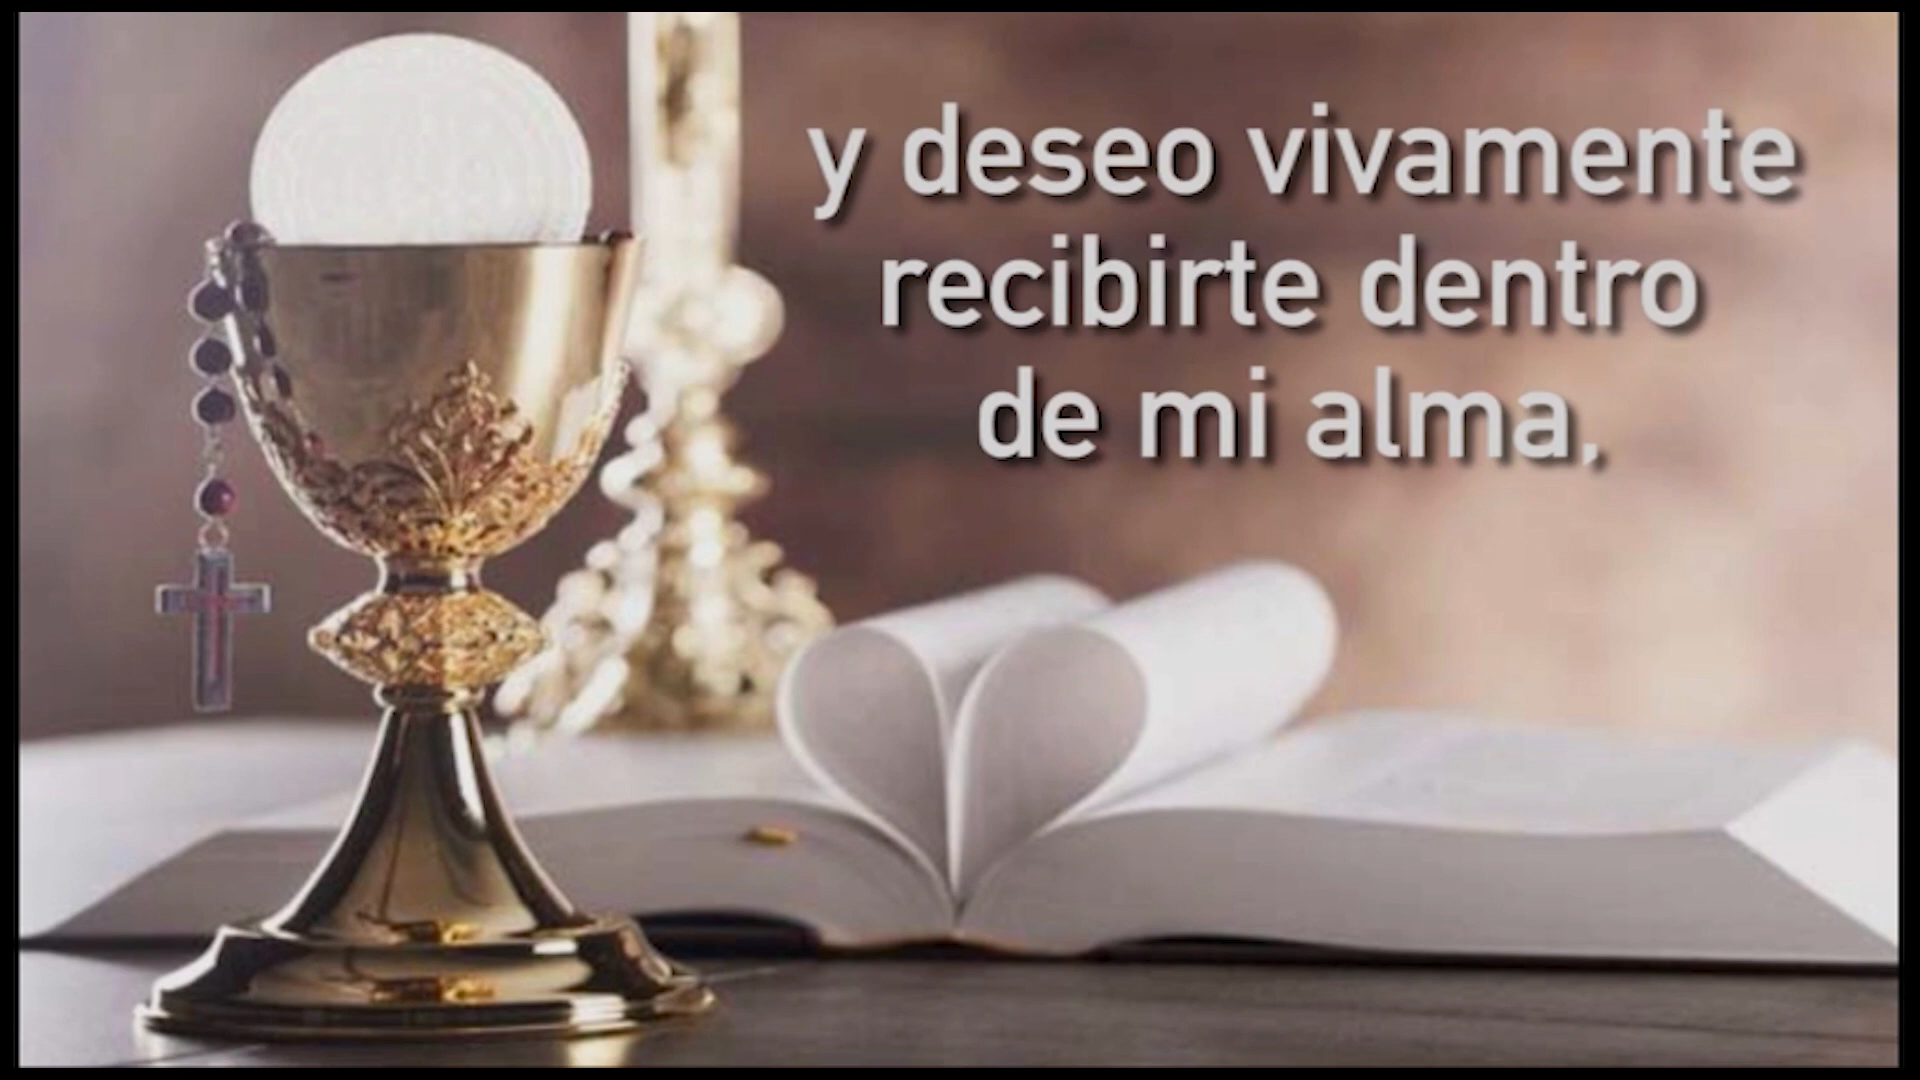 y deseo vivamente
recibirte dentro
de mi alma,